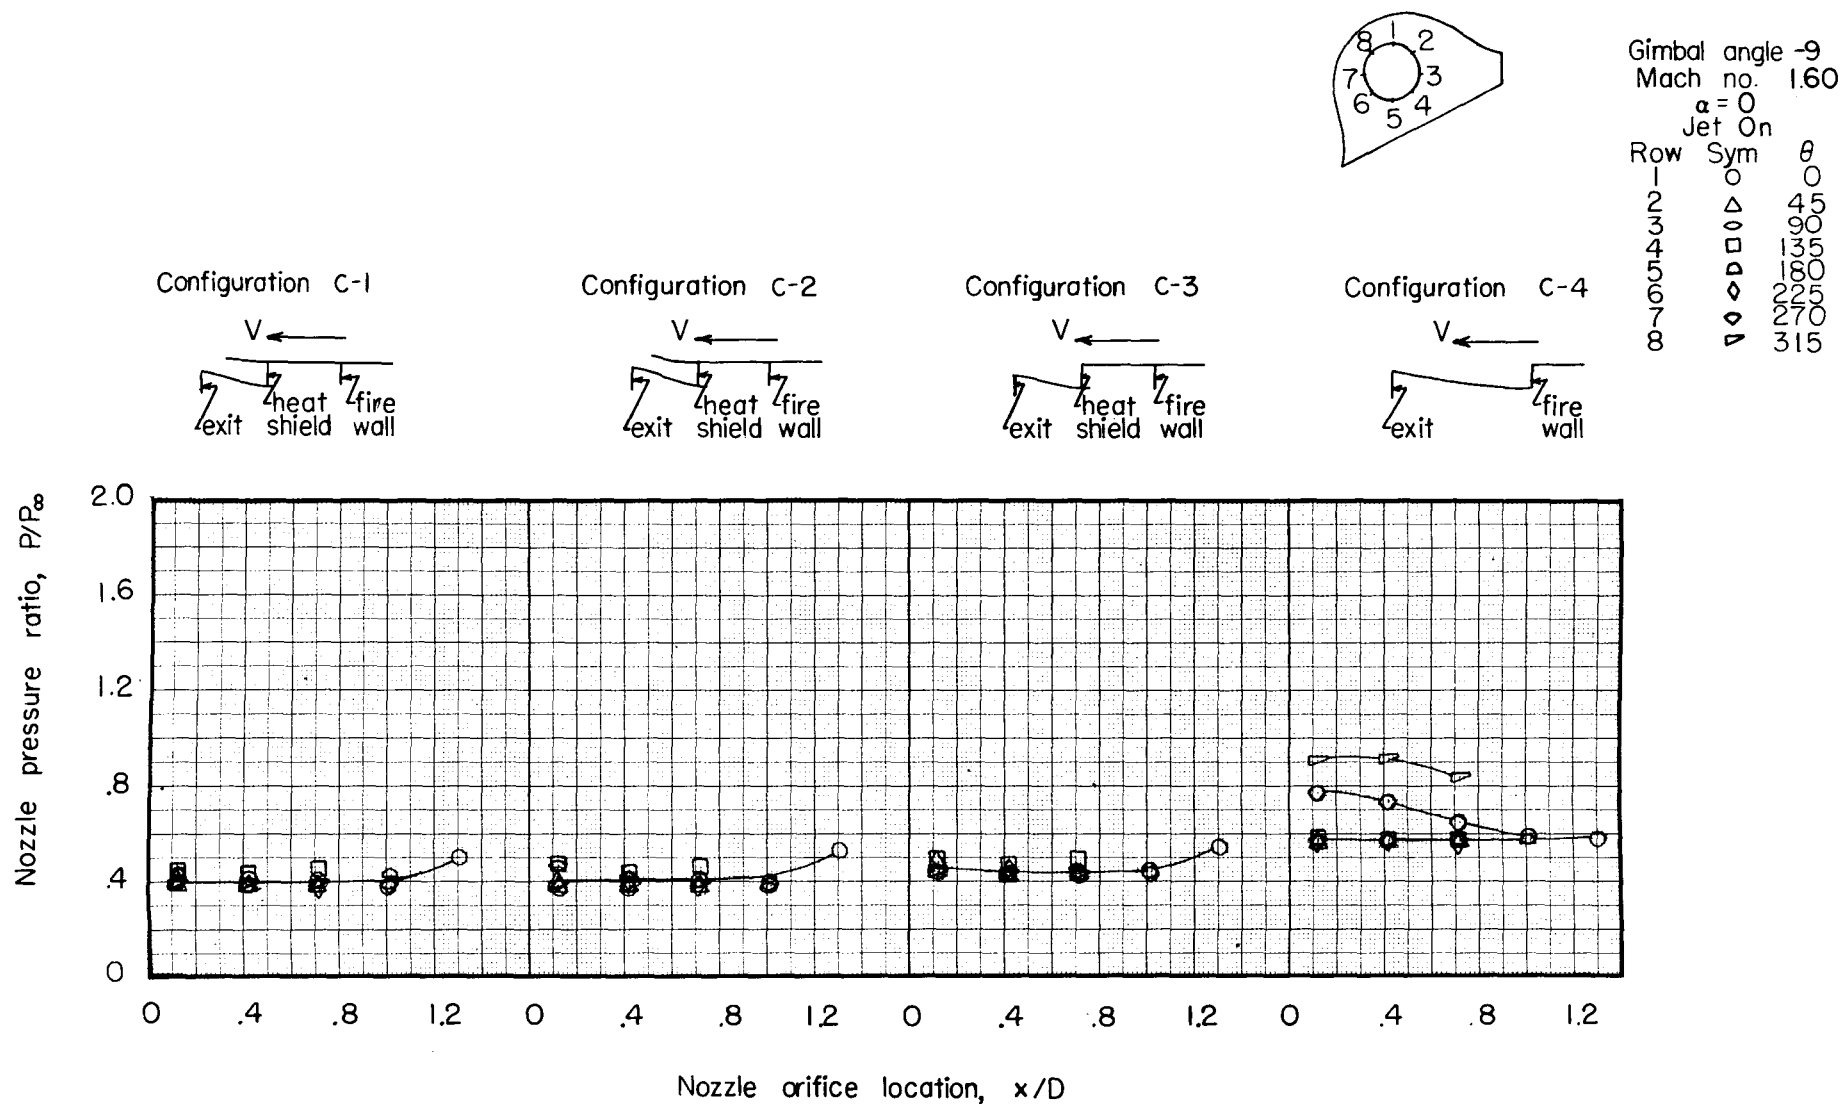 8 1 2
7 3
6 5 4
Gimbal angle -9
Mach no. 1.60
α = 0
Jet On
Row Sym θ
1 0
2 45
3 90
4 135
5 180
6 225
7 270
8 315
Configuration C-1
V
heat shield
fire wall
exit
Configuration C-2
V
heat shield
fire wall
exit
Configuration C-3
V
heat shield
fire wall
exit
Configuration C-4
V
fire wall
exit
Nozzle pressure ratio, P/P∞
2.0
1.6
1.2
.8
.4
0
0 .4 .8 1.2 0 .4 .8 1.2 0 .4 .8 1.2 0 .4 .8 1.2
Nozzle orifice location, x/D